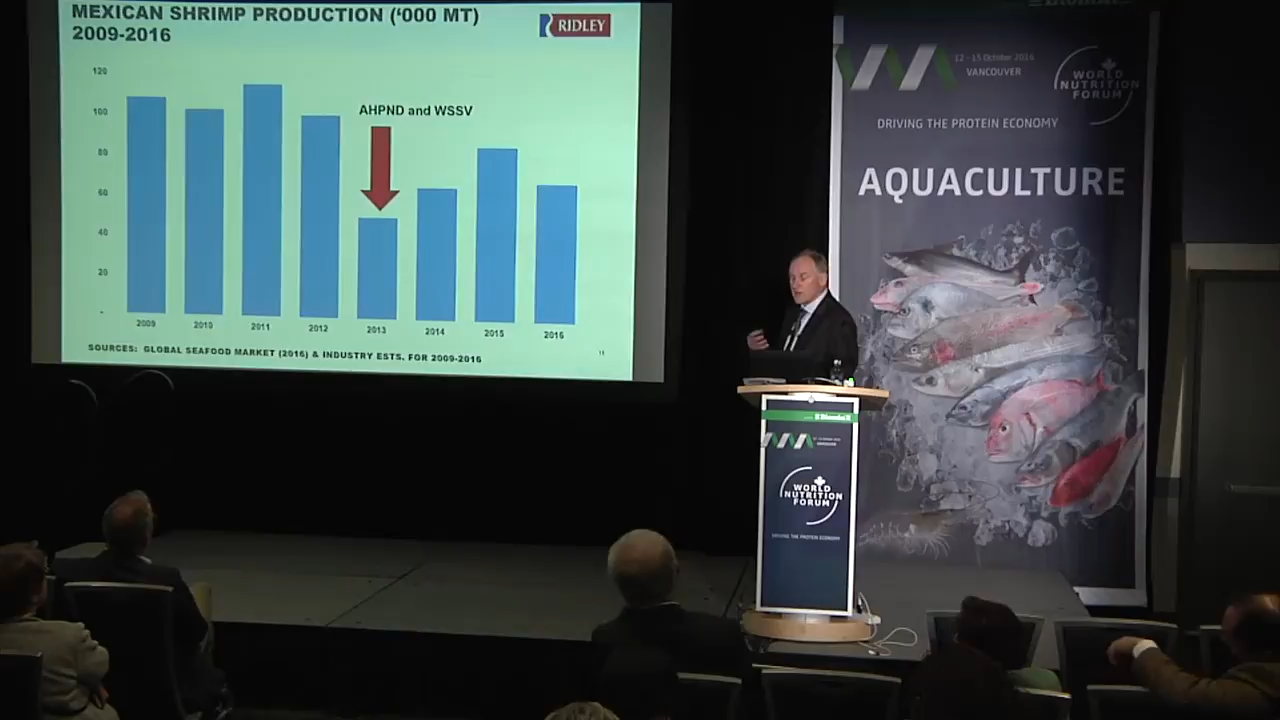 MEXICAN SHRIMP PRODUCTION (‘000 MT)
2009-2016
RIDLEY
120
100
80
60
40
20
-
AHPND and WSSV
2009
2010
2011
2012
2013
2014
2015
2016
SOURCES: GLOBAL SEAFOOD MARKET (2016) & INDUSTRY ESTS. FOR 2009-2016
11
12 - 15 October 2016
VANCOUVER
WORLD
NUTRITION
FORUM
DRIVING THE PROTEIN ECONOMY
AQUACULTURE
WORLD
NUTRITION
FORUM
DRIVING THE PROTEIN ECONOMY